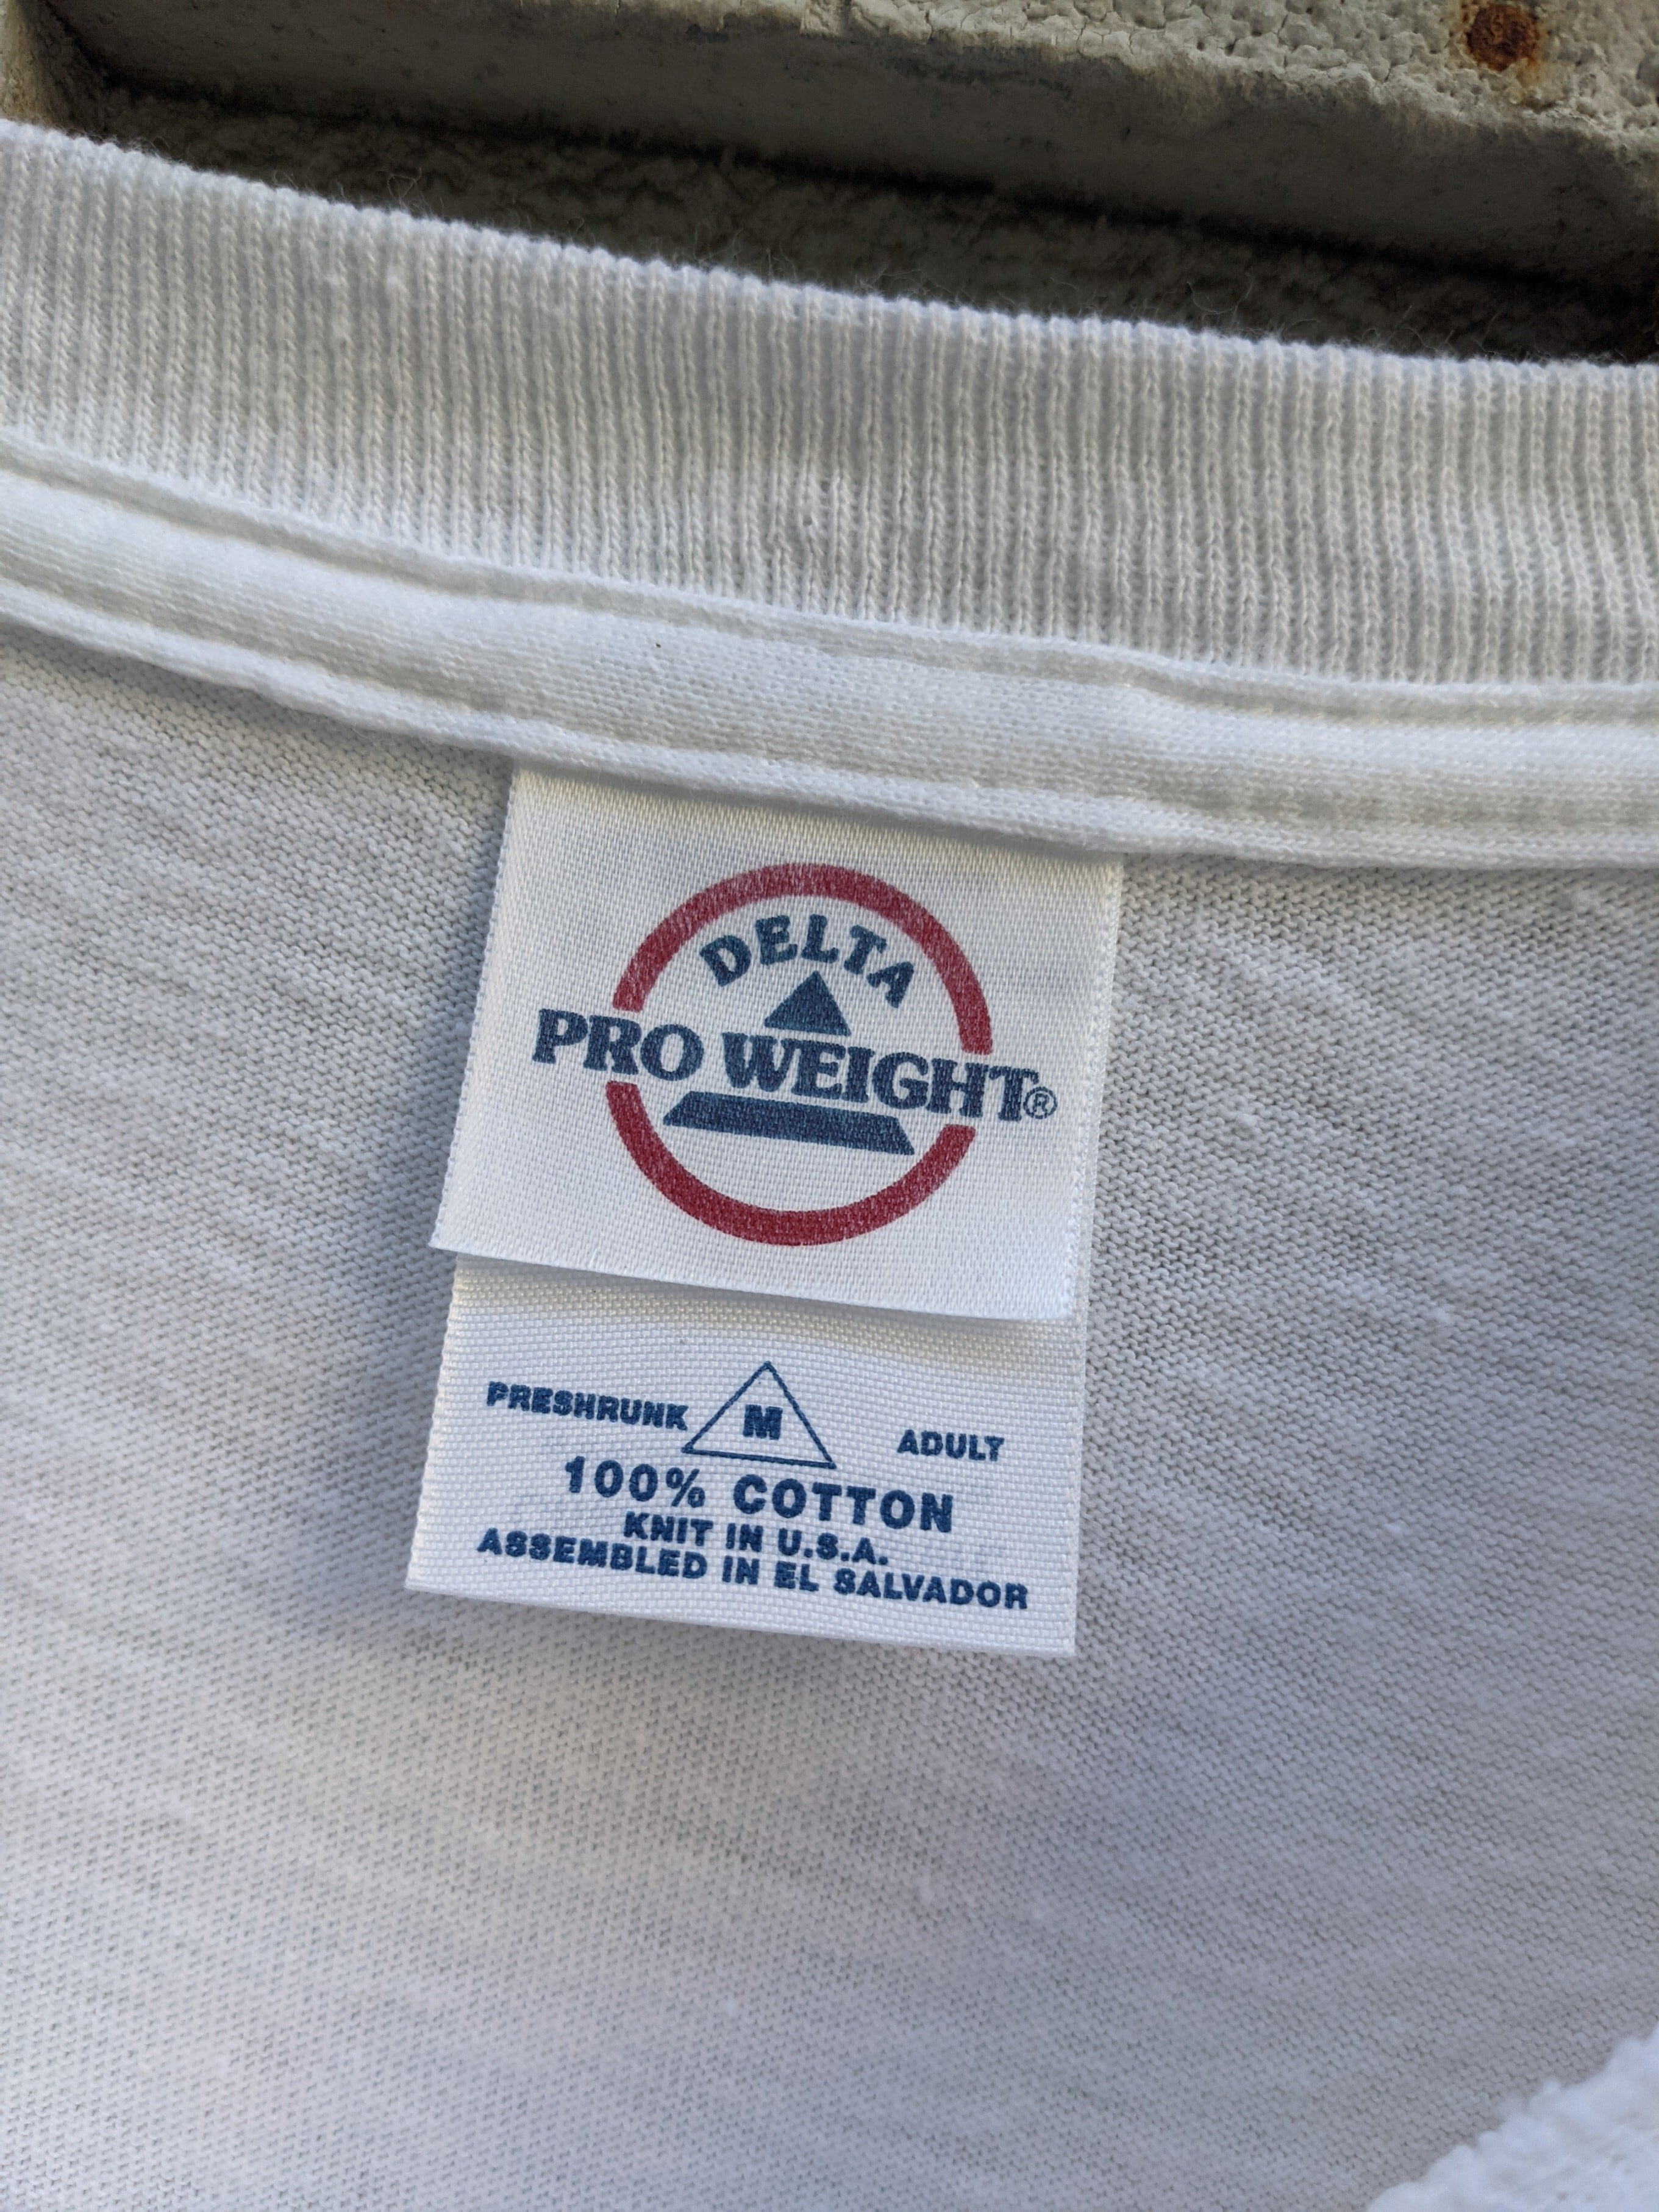 DELTA
PRO WEIGHT®
PRESHRUNK M ADULT
100% COTTON
KNIT IN U.S.A.
ASSEMBLED IN EL SALVADOR